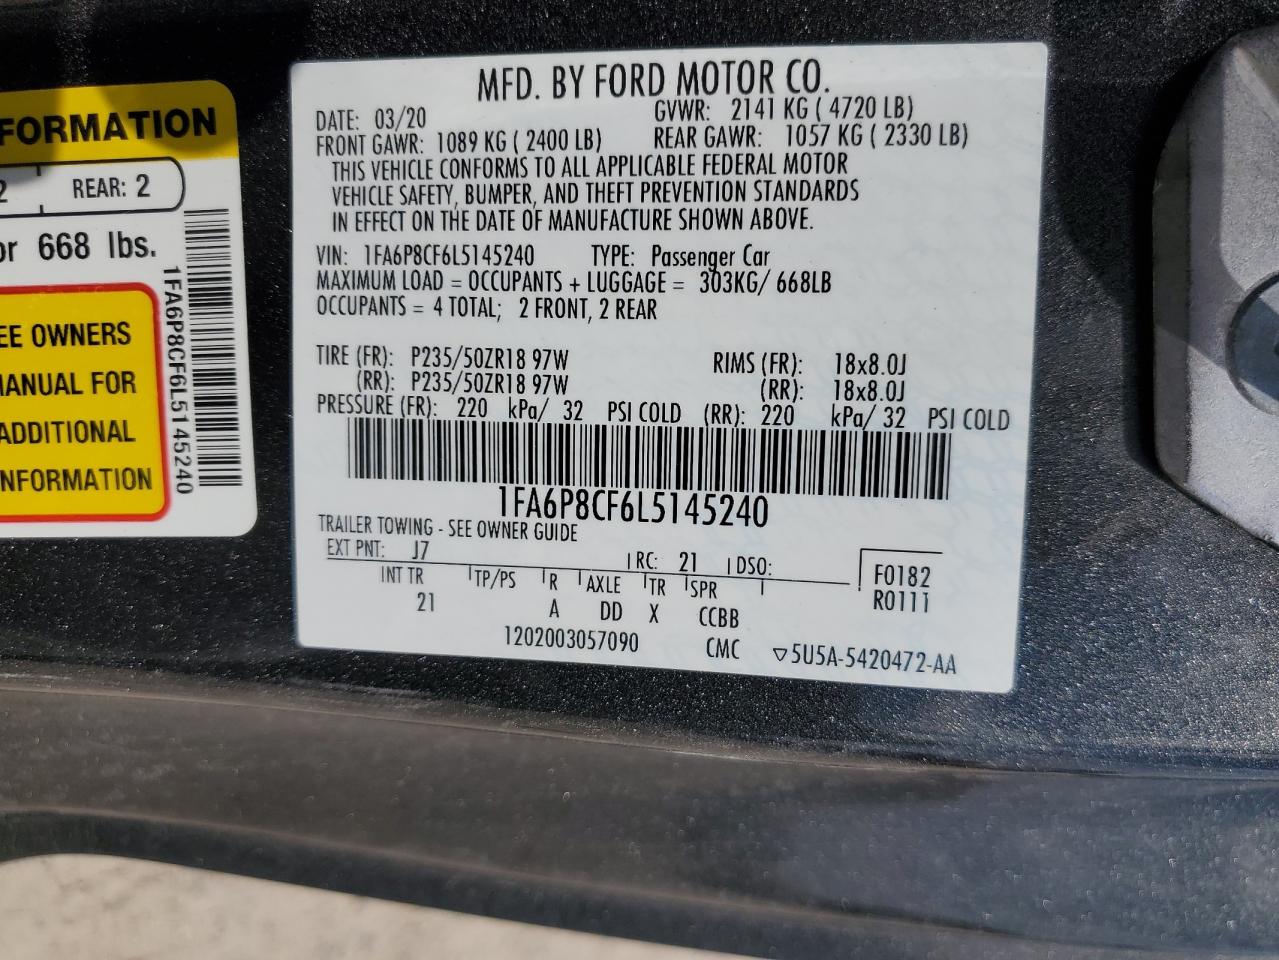 FORMATION
2 REAR: 2
or 668 lbs.
1FA6P8CF6L5145240
EE OWNERS
MANUAL FOR
ADDITIONAL
INFORMATION
MFD. BY FORD MOTOR CO.
DATE: 03/20 GVWR: 2141 KG ( 4720 LB)
FRONT GAWR: 1089 KG ( 2400 LB) REAR GAWR: 1057 KG ( 2330 LB)
THIS VEHICLE CONFORMS TO ALL APPLICABLE FEDERAL MOTOR
VEHICLE SAFETY, BUMPER, AND THEFT PREVENTION STANDARDS
IN EFFECT ON THE DATE OF MANUFACTURE SHOWN ABOVE.
VIN: 1FA6P8CF6L5145240 TYPE: Passenger Car
MAXIMUM LOAD = OCCUPANTS + LUGGAGE = 303KG/ 668LB
OCCUPANTS = 4 TOTAL; 2 FRONT, 2 REAR
TIRE (FR): P235/50ZR18 97W RIMS (FR): 18x8.0J
(RR): P235/50ZR18 97W (RR): 18x8.0J
PRESSURE (FR): 220 kPa/ 32 PSI COLD (RR): 220 kPa/ 32 PSI COLD
1FA6P8CF6L5145240
TRAILER TOWING - SEE OWNER GUIDE
EXT PNT: J7 RC: 21 DSO: F0182
INT TR TP/PS R AXLE TR SPR R0111
21 A DD X CCBB
1202003057090 CMC ▽5U5A-5420472-AA